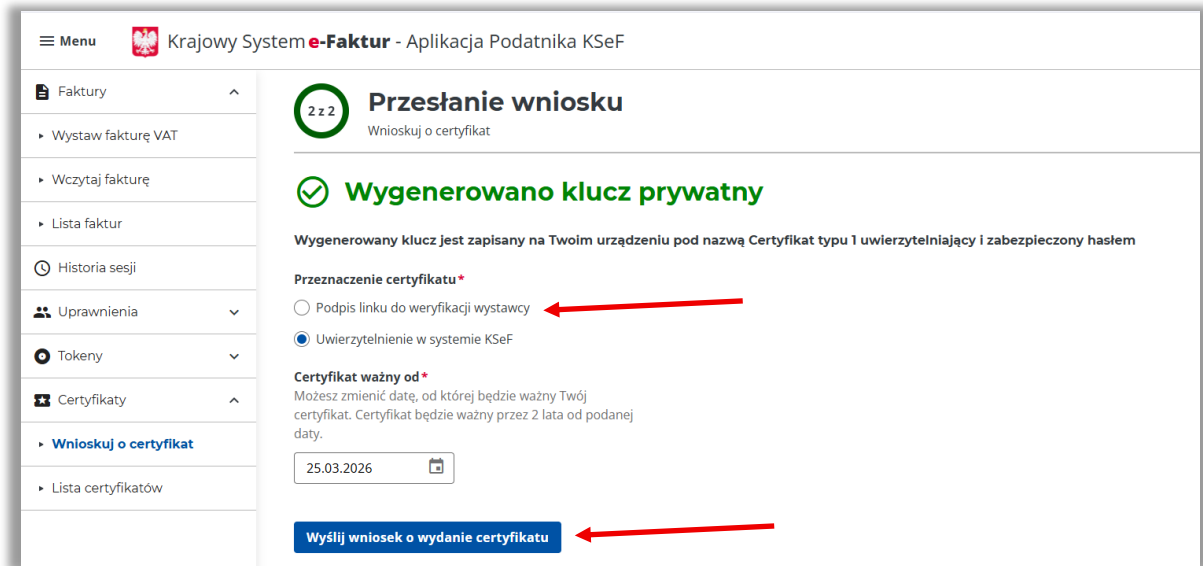 Menu
Krajowy System e-Faktur - Aplikacja Podatnika KSeF
Faktury
Wystaw fakturę VAT
Wczytaj fakturę
Lista faktur
Historia sesji
Uprawnienia
Tokeny
Certyfikaty
Wnioskuj o certyfikat
Lista certyfikatów
2 z 2
Przesłanie wniosku
Wnioskuj o certyfikat
Wygenerowano klucz prywatny
Wygenerowany klucz jest zapisany na Twoim urządzeniu pod nazwą Certyfikat typu 1 uwierzytelniający i zabezpieczony hasłem
Przeznaczenie certyfikatu*
Podpis linku do weryfikacji wystawcy
Uwierzytelnienie w systemie KSeF
Certyfikat ważny od*
Możesz zmienić datę, od której będzie ważny Twój
certyfikat. Certyfikat będzie ważny przez 2 lata od podanej
daty.
25.03.2026
Wyślij wniosek o wydanie certyfikatu